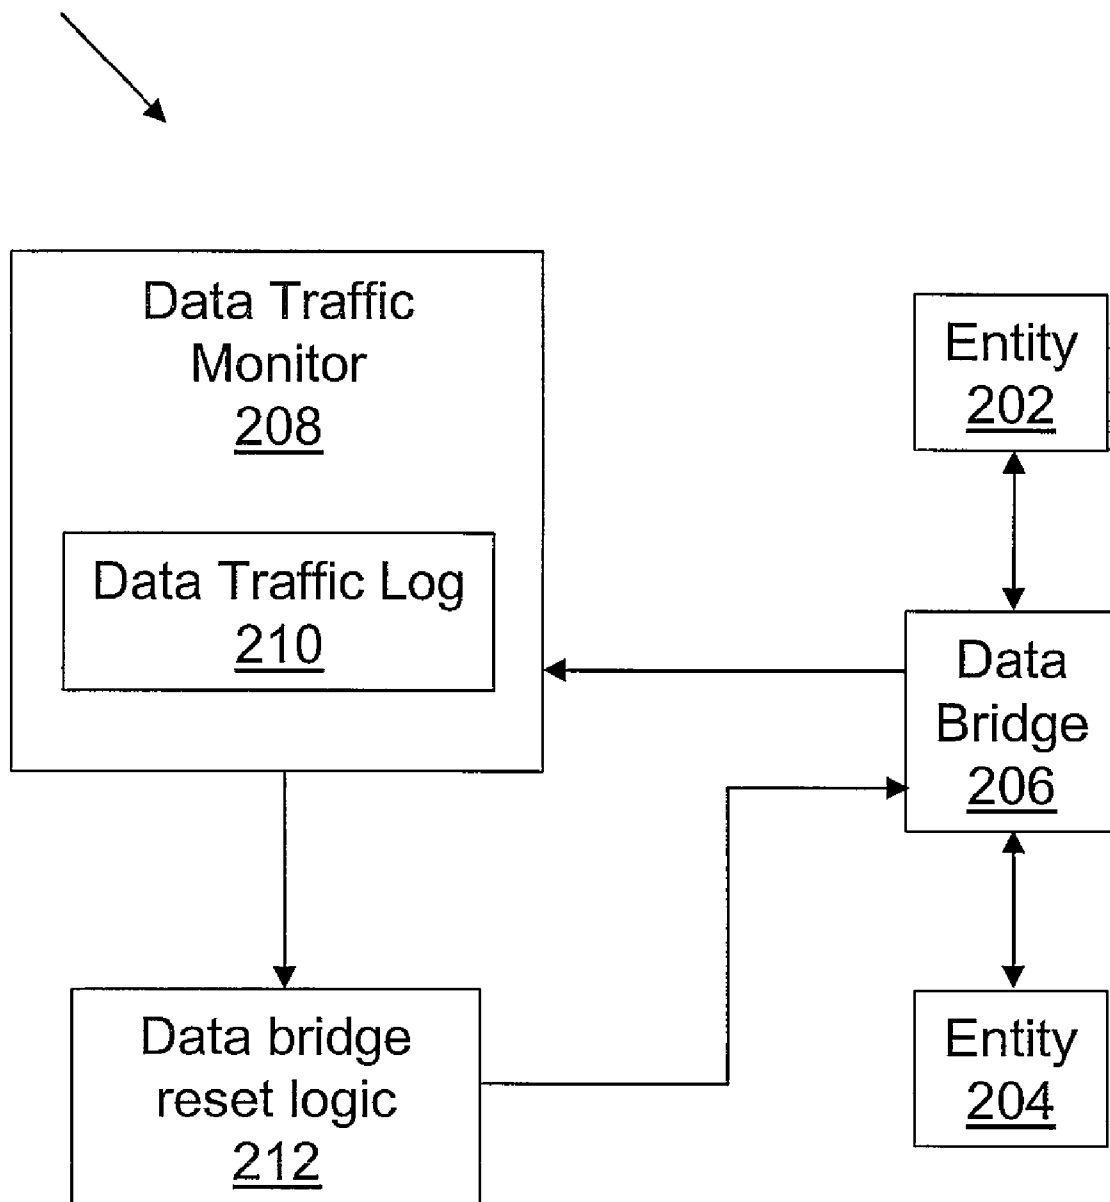 Data Traffic
Monitor
208
Data Traffic Log
210
Entity
202
Data
Bridge
206
Data bridge
reset logic
212
Entity
204